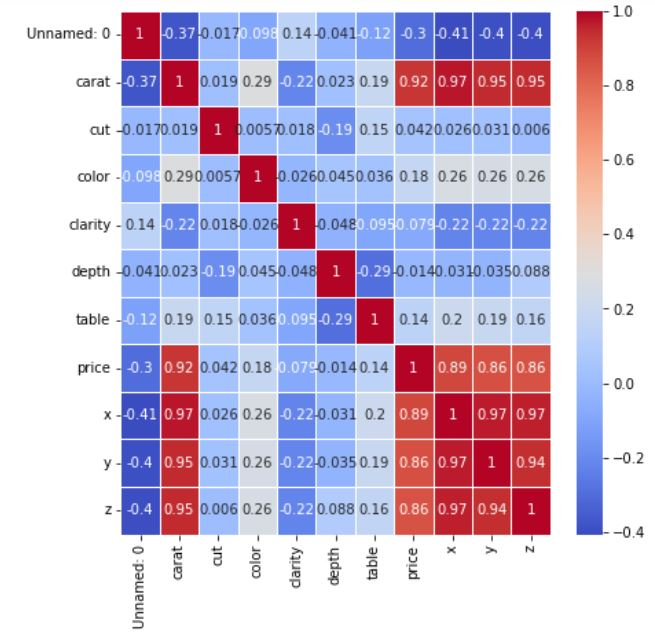 Unnamed: 0 1 -0.37 -0.017 0.098 0.14 -0.041 -0.12 -0.3 -0.41 -0.4 -0.4
carat -0.37 1 0.019 0.29 -0.22 0.023 0.19 0.92 0.97 0.95 0.95
cut -0.017 0.019 1 0.0057 0.018 -0.19 0.15 0.042 0.026 0.031 0.006
color -0.098 0.29 0.0057 1 -0.026 0.045 0.036 0.18 0.26 0.26 0.26
clarity 0.14 -0.22 0.018 -0.026 1 -0.048 0.095 0.079 -0.22 -0.22 -0.22
depth -0.041 0.023 -0.19 0.045 -0.048 1 -0.29 -0.014 -0.031 -0.035 0.088
table -0.12 0.19 0.15 0.036 0.095 -0.29 1 0.14 0.2 0.19 0.16
price -0.3 0.92 0.042 0.18 -0.079 -0.014 0.14 1 0.89 0.86 0.86
x -0.41 0.97 0.026 0.26 -0.22 -0.031 0.2 0.89 1 0.97 0.97
y -0.4 0.95 0.031 0.26 -0.22 -0.035 0.19 0.86 0.97 1 0.94
z -0.4 0.95 0.006 0.26 -0.22 0.088 0.16 0.86 0.97 0.94 1
Unnamed: 0 carat cut color clarity depth table price x y z
1.0
0.8
0.6
0.4
0.2
0.0
−0.2
−0.4